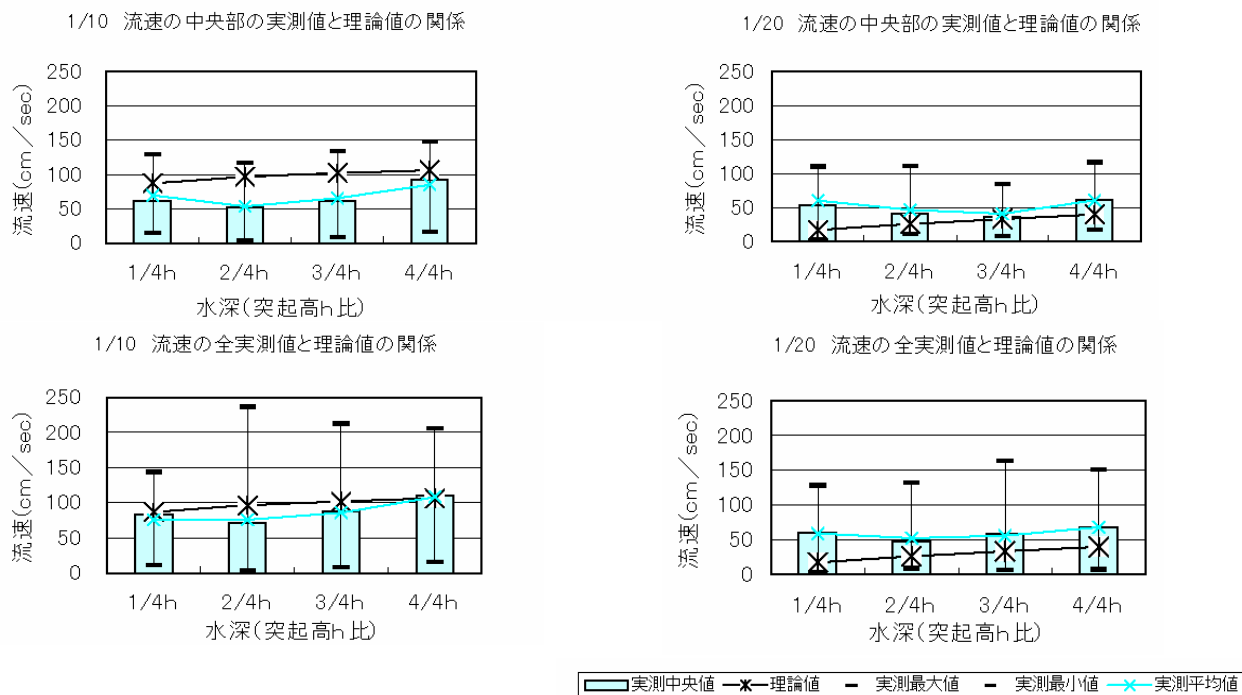 1/10 流速の中央部の実測値と理論値の関係
250
200
150
100
50
0
流速(cm/sec)
1/4h 2/4h 3/4h 4/4h
水深(突起高h比)
1/20 流速の中央部の実測値と理論値の関係
250
200
150
100
50
0
流速(cm/sec)
1/4h 2/4h 3/4h 4/4h
水深(突起高h比)
1/10 流速の全実測値と理論値の関係
250
200
150
100
50
0
流速(cm/sec)
1/4h 2/4h 3/4h 4/4h
水深(突起高h比)
1/20 流速の全実測値と理論値の関係
250
200
150
100
50
0
流速(cm/sec)
1/4h 2/4h 3/4h 4/4h
水深(突起高h比)
実測中央値 理論値 実測最大値 実測最小値 実測平均値